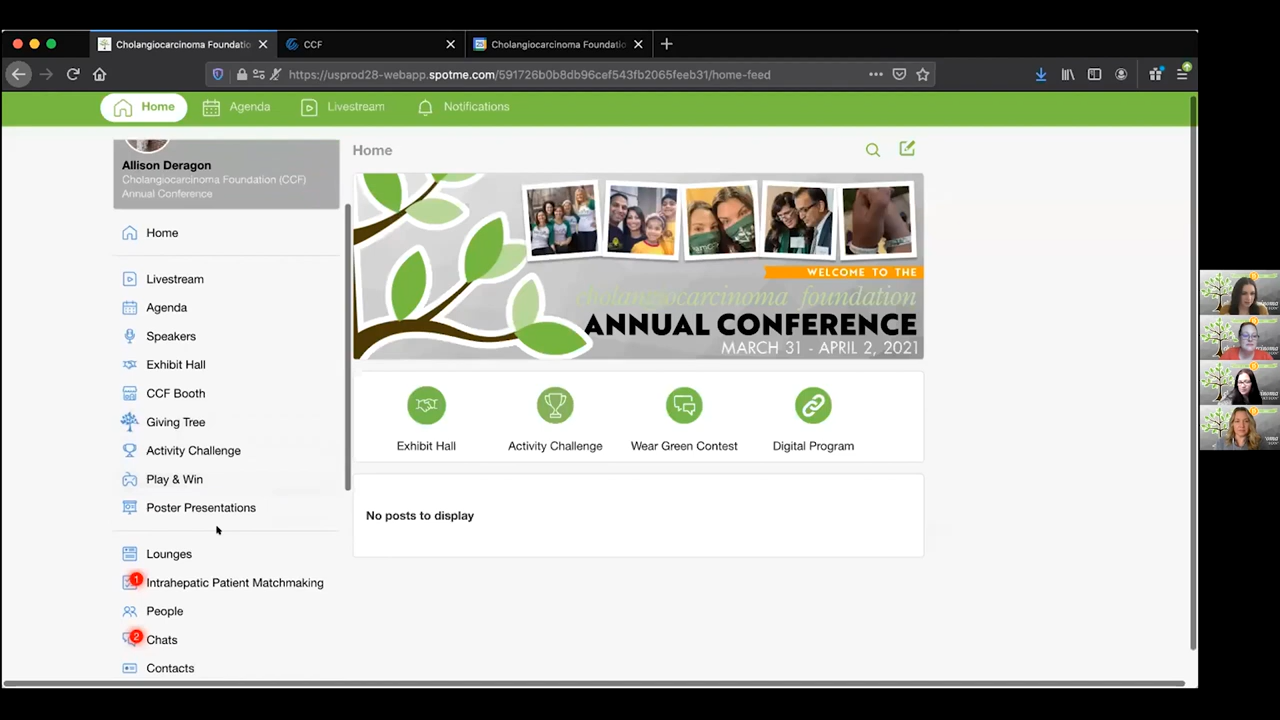 Cholangiocarcinoma Foundatio
CCF
Cholangiocarcinoma Foundatio
https://usprod28-webapp.spotme.com/591726b0b8db96cef543fb2065feeb31/home-feed
Home
Agenda
Livestream
Notifications
Allison Deragon
Cholangiocarcinoma Foundation (CCF)
Annual Conference
Home
Livestream
Agenda
Speakers
Exhibit Hall
CCF Booth
Giving Tree
Activity Challenge
Play & Win
Poster Presentations
Lounges
1
Intrahepatic Patient Matchmaking
People
2
Chats
Contacts
Home
WELCOME TO THE
cholangiocarcinoma foundation
ANNUAL CONFERENCE
MARCH 31 - APRIL 2, 2021
Exhibit Hall
Activity Challenge
Wear Green Contest
Digital Program
No posts to display